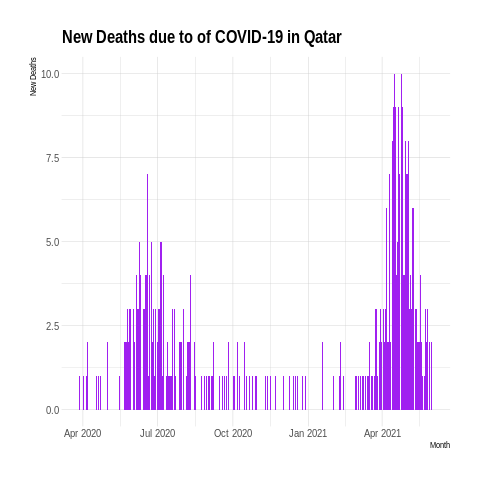 New Deaths due to of COVID-19 in Qatar
New Deaths
10.0
7.5
5.0
2.5
0.0
Apr 2020
Jul 2020
Oct 2020
Jan 2021
Apr 2021
Month